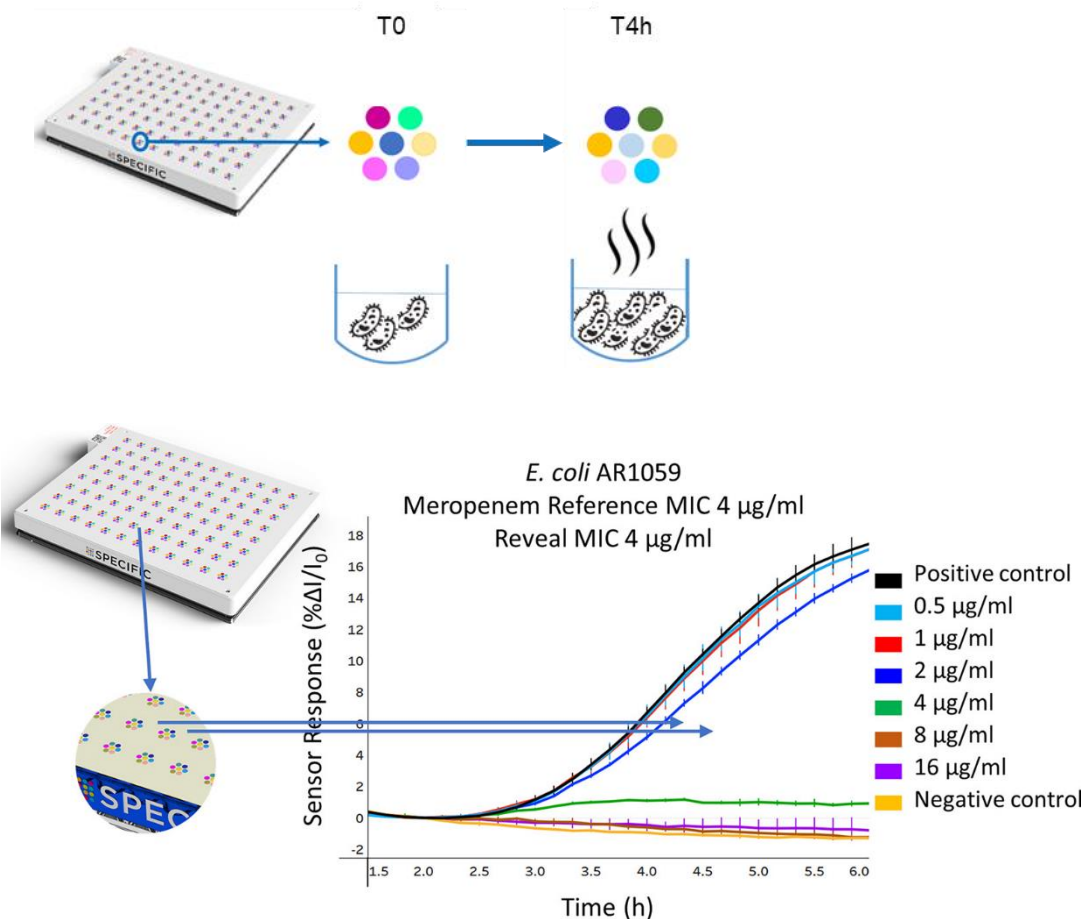 T0
T4h
SPECIFIC
E. coli AR1059
Meropenem Reference MIC 4 µg/ml
Reveal MIC 4 µg/ml
SPECIFIC
SPEC
Sensor Response (%ΔI/I₀)
18
16
14
12
10
8
6
4
2
0
-2
1.5 2.0 2.5 3.0 3.5 4.0 4.5 5.0 5.5 6.0
Time (h)
Positive control
0.5 µg/ml
1 µg/ml
2 µg/ml
4 µg/ml
8 µg/ml
16 µg/ml
Negative control